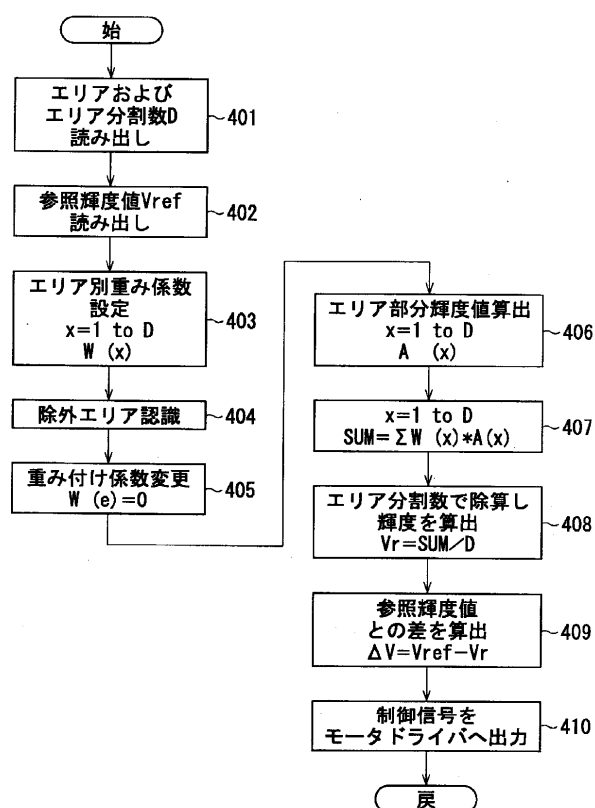 始
エリアおよび
エリア分割数D
読み出し
401
参照輝度値Vref
読み出し
402
エリア別重み係数
設定
x=1 to D
W (x)
403
除外エリア認識
404
重み付け係数変更
W (e)=0
405
エリア部分輝度値算出
x=1 to D
A (x)
406
x=1 to D
SUM=ΣW (x)*A(x)
407
エリア分割数で除算し
輝度を算出
Vr=SUM/D
408
参照輝度値
との差を算出
ΔV=Vref-Vr
409
制御信号を
モータドライバへ出力
410
戻